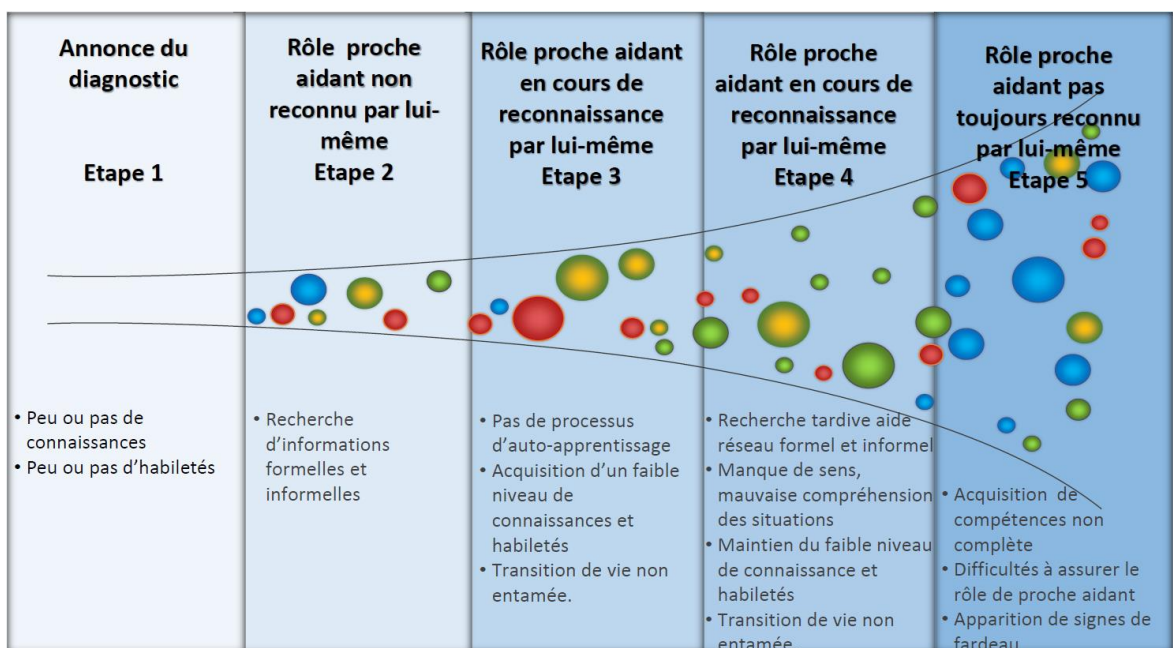 Annonce du
diagnostic
Etape 1
Rôle proche
aidant non
reconnu par lui-
même
Etape 2
Rôle proche aidant
en cours de
reconnaissance
par lui-même
Etape 3
Rôle proche
aidant en cours de
reconnaissance
par lui-même
Etape 4
Rôle proche
aidant pas
toujours reconnu
par lui-même
Etape 5
• Peu ou pas de
connaissances
• Peu ou pas d'habiletés
• Recherche
d'informations
formelles et
informelles
• Pas de processus
d'auto-apprentissage
• Acquisition d'un faible
niveau de
connaissances et
habiletés
• Transition de vie non
entamée.
• Recherche tardive aide
réseau formel et informel
• Manque de sens,
mauvaise compréhension
des situations
• Maintien du faible niveau
de connaissance et
habiletés
• Transition de vie non
entamée
• Acquisition de
compétences non
complète
• Difficultés à assurer le
rôle de proche aidant
• Apparition de signes de
fardeau